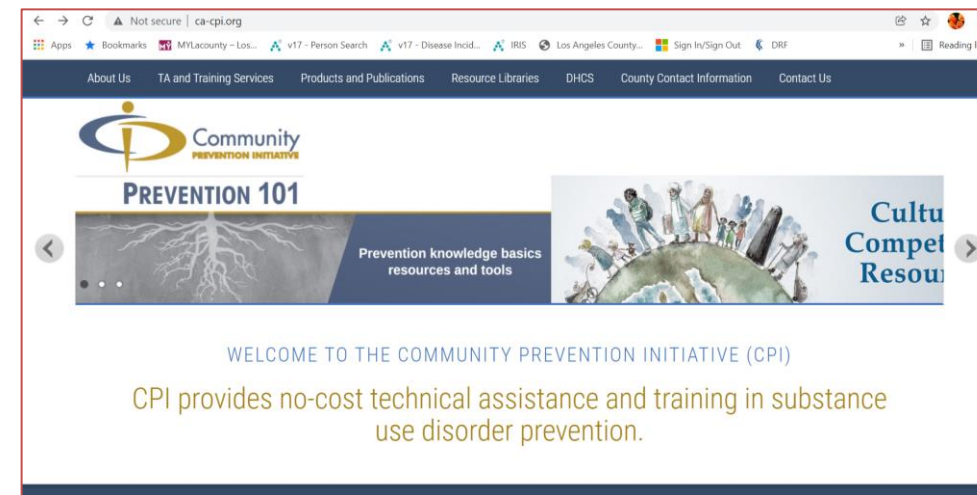 Not secure | ca-cpi.org
Apps Bookmarks MYLacounty – Los... v17 - Person Search v17 - Disease Incid... IRIS Los Angeles County... Sign In/Sign Out DRF » Reading l
About Us TA and Training Services Products and Publications Resource Libraries DHCS County Contact Information Contact Us
Community
PREVENTION INITIATIVE
PREVENTION 101
Prevention knowledge basics
resources and tools
Cultu
Compet
Resou
WELCOME TO THE COMMUNITY PREVENTION INITIATIVE (CPI)
CPI provides no-cost technical assistance and training in substance
use disorder prevention.